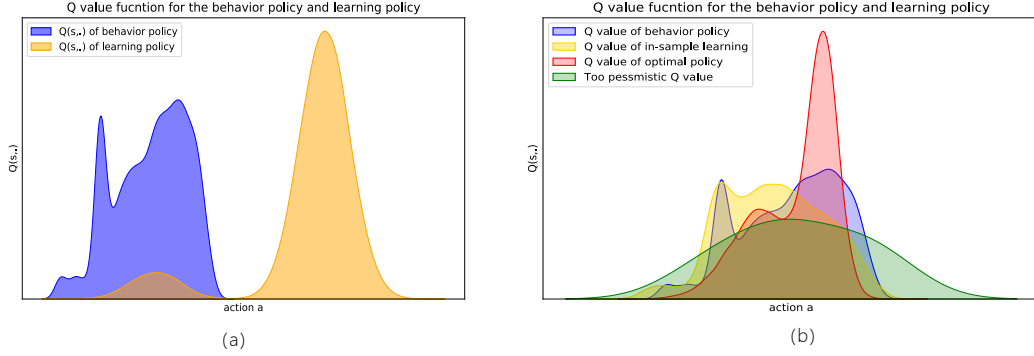 Q value fucntion for the behavior policy and learning policy
Q(s,.) of behavior policy
Q(s,.) of learning policy
Q(s,.)
action a
(a)
Q value fucntion for the behavior policy and learning policy
Q value of behavior policy
Q value of in-sample learning
Q value of optimal policy
Too pessmistic Q value
Q(s,.)
action a
(b)